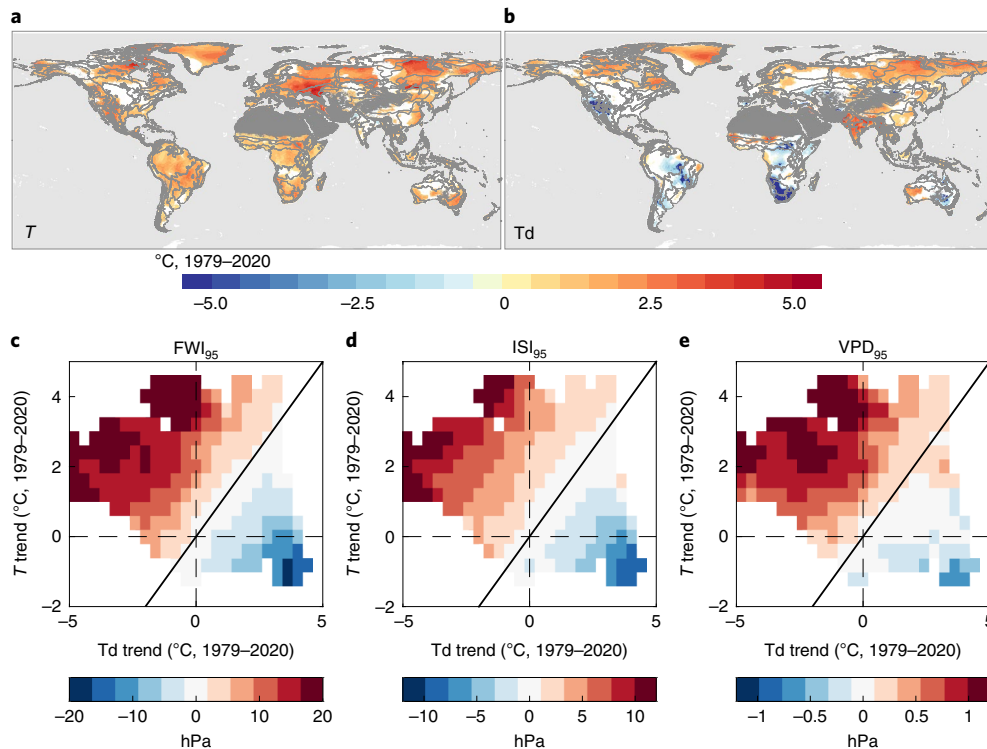 a
b
T
Td
°C, 1979–2020
–5.0 –2.5 0 2.5 5.0
c
d
e
FWI95
ISI95
VPD95
T trend (°C, 1979–2020)
4
2
0
–2
–5 0 5
Td trend (°C, 1979–2020)
–20 –10 0 10 20
hPa
T trend (°C, 1979–2020)
4
2
0
–2
–5 0 5
Td trend (°C, 1979–2020)
–10 –5 0 5 10
hPa
T trend (°C, 1979–2020)
4
2
0
–2
–5 0 5
Td trend (°C, 1979–2020)
–1 –0.5 0 0.5 1
hPa